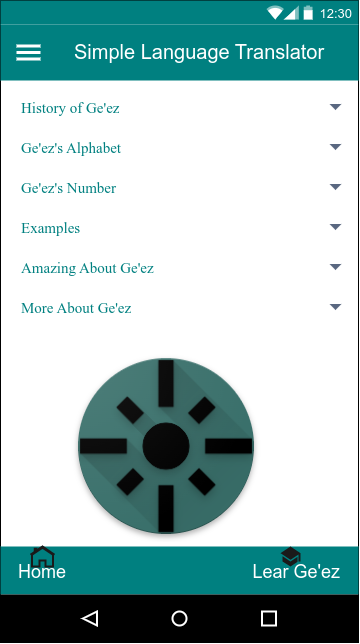 12:30
Simple Language Translator
History of Ge'ez
Ge'ez's Alphabet
Ge'ez's Number
Examples
Amazing About Ge'ez
More About Ge'ez
Home
Lear Ge'ez